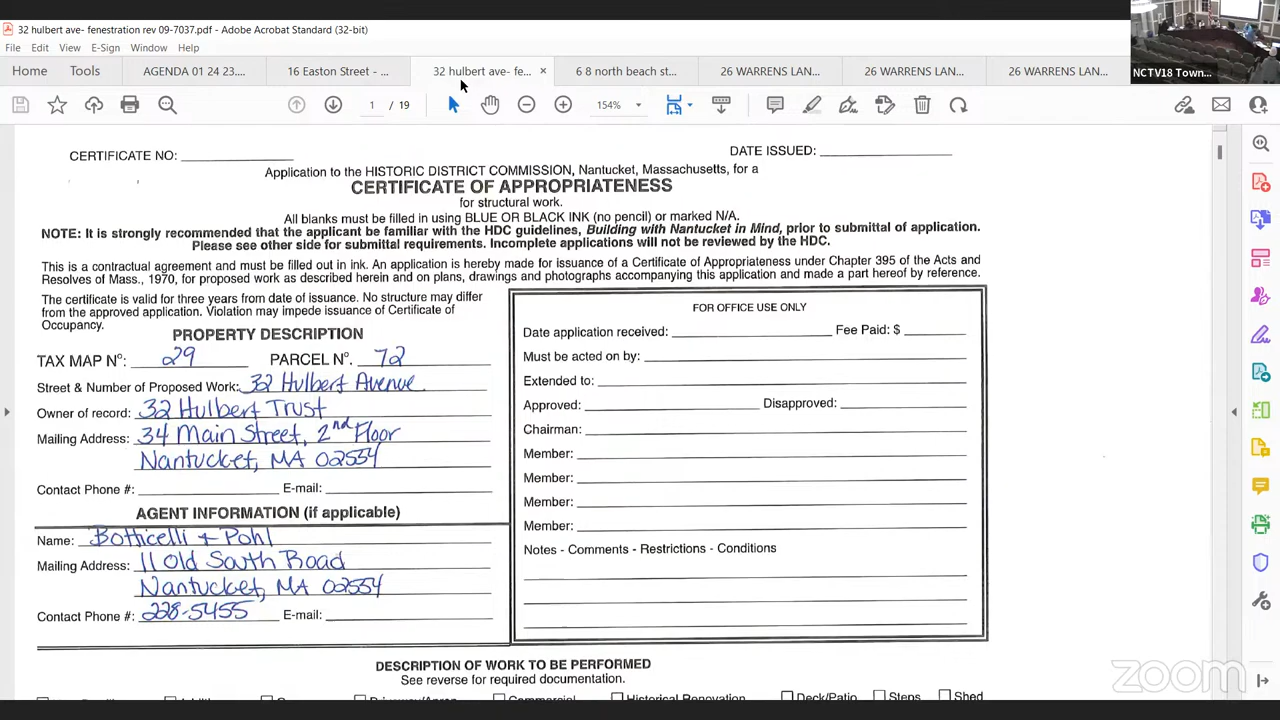 32 hulbert ave- fenestration rev 09-7037.pdf - Adobe Acrobat Standard (32-bit)
File Edit View E-Sign Window Help
Home Tools AGENDA 01 24 23.... 16 Easton Street - ... 32 hulbert ave- fe... × 6 8 north beach st... 26 WARRENS LAN... 26 WARRENS LAN... 26 WARRENS LAN...
NCTV18 Town...
1 / 19 154%
CERTIFICATE NO: DATE ISSUED:
Application to the HISTORIC DISTRICT COMMISSION, Nantucket, Massachusetts, for a
CERTIFICATE OF APPROPRIATENESS
for structural work.
All blanks must be filled in using BLUE OR BLACK INK (no pencil) or marked N/A.
NOTE: It is strongly recommended that the applicant be familiar with the HDC guidelines, Building with Nantucket in Mind, prior to submittal of application.
Please see other side for submittal requirements. Incomplete applications will not be reviewed by the HDC.
This is a contractual agreement and must be filled out in ink. An application is hereby made for issuance of a Certificate of Appropriateness under Chapter 395 of the Acts and
Resolves of Mass., 1970, for proposed work as described herein and on plans, drawings and photographs accompanying this application and made a part hereof by reference.
The certificate is valid for three years from date of issuance. No structure may differ
from the approved application. Violation may impede issuance of Certificate of
Occupancy.
PROPERTY DESCRIPTION
TAX MAP Nº: 29 PARCEL Nº. 72
Street & Number of Proposed Work: 32 Hulbert Avenue
Owner of record: 32 Hulbert Trust
Mailing Address: 34 Main Street, 2nd Floor
Nantucket, MA 02554
Contact Phone #: E-mail:
AGENT INFORMATION (if applicable)
Name: Botticelli + Pohl
Mailing Address: 11 Old South Road
Nantucket, MA 02554
Contact Phone #: 228-5455 E-mail:
FOR OFFICE USE ONLY
Date application received: Fee Paid: $
Must be acted on by:
Extended to:
Approved: Disapproved:
Chairman:
Member:
Member:
Member:
Member:
Notes - Comments - Restrictions - Conditions
DESCRIPTION OF WORK TO BE PERFORMED
See reverse for required documentation.
Commercial Historical Renovation Deck/Patio Steps Shed
zoom